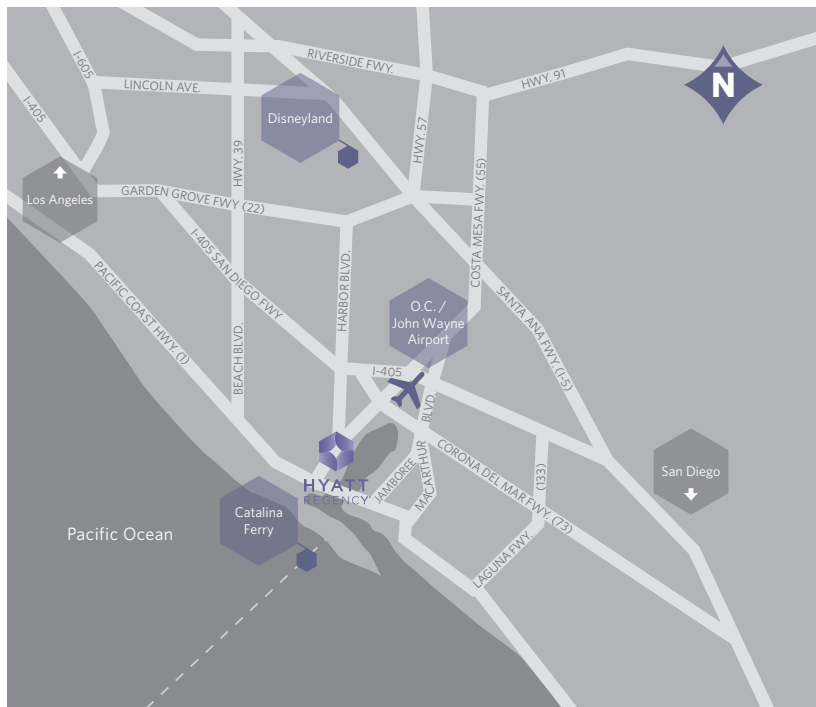 RIVERSIDE FWY.
I-605
HWY. 91
N
LINCOLN AVE.
I-405
Disneyland
HWY. 57
HWY. 39
COSTA MESA FWY. (55)
Los Angeles
GARDEN GROVE FWY (22)
I-405 SAN DIEGO FWY
PACIFIC COAST HWY. (1)
HARBOR BLVD.
O.C. /
John Wayne
Airport
SANTA ANA FWY. (I-5)
BEACH BLVD.
I-405
BLVD.
MACARTHUR
JAMBOREE
CORONA DEL MAR FWY. (73)
(133)
San Diego
HYATT
REGENCY
Catalina
Ferry
Pacific Ocean
LAGUNA FWY.